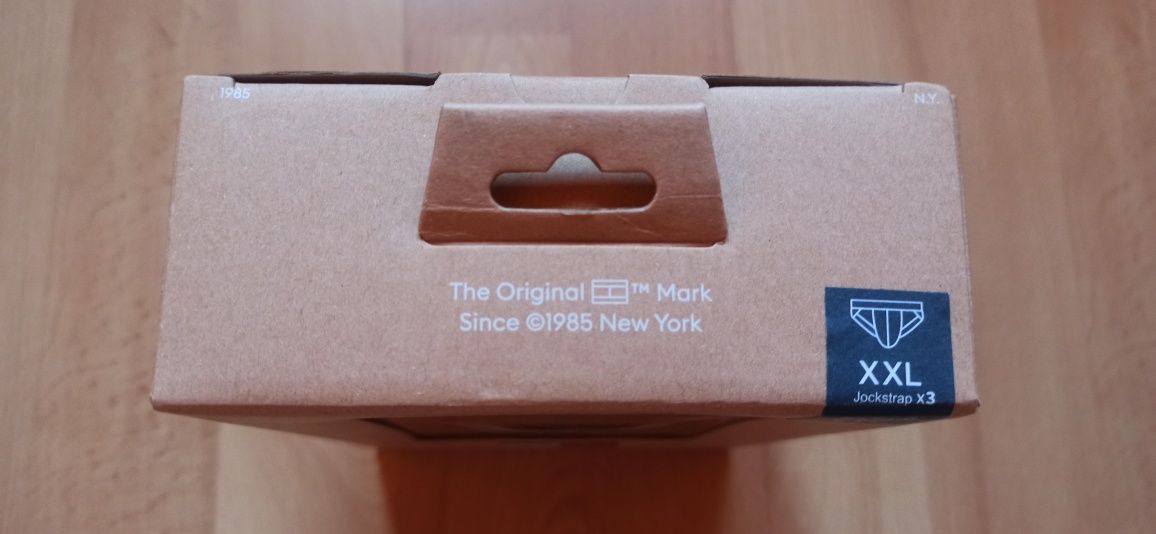 1985
N.Y.
The Original ™ Mark
Since ©1985 New York
XXL
Jockstrap x3